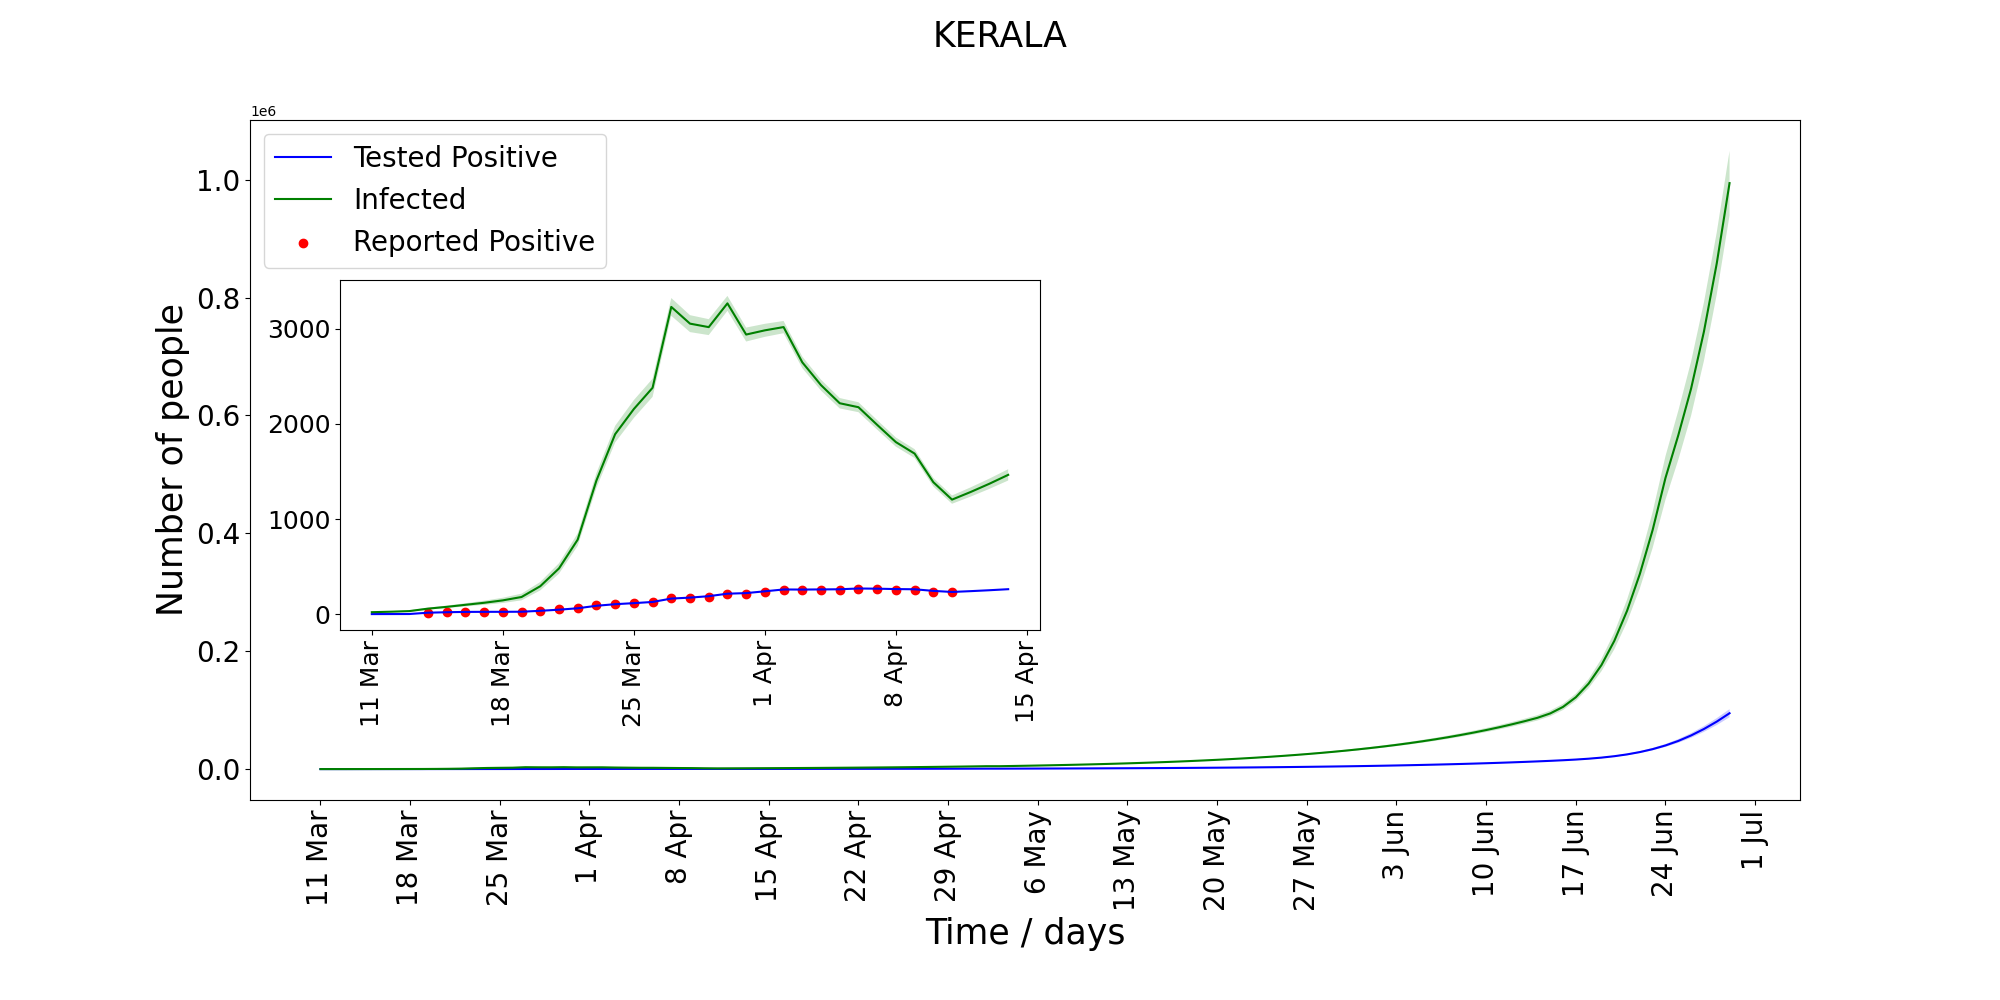 KERALA
1e6
Tested Positive
Infected
Reported Positive
Number of people
1.0
0.8
0.6
0.4
0.2
0.0
3000
2000
1000
0
11 Mar
18 Mar
25 Mar
1 Apr
8 Apr
15 Apr
11 Mar
18 Mar
25 Mar
1 Apr
8 Apr
15 Apr
22 Apr
29 Apr
6 May
13 May
20 May
27 May
3 Jun
10 Jun
17 Jun
24 Jun
1 Jul
Time / days